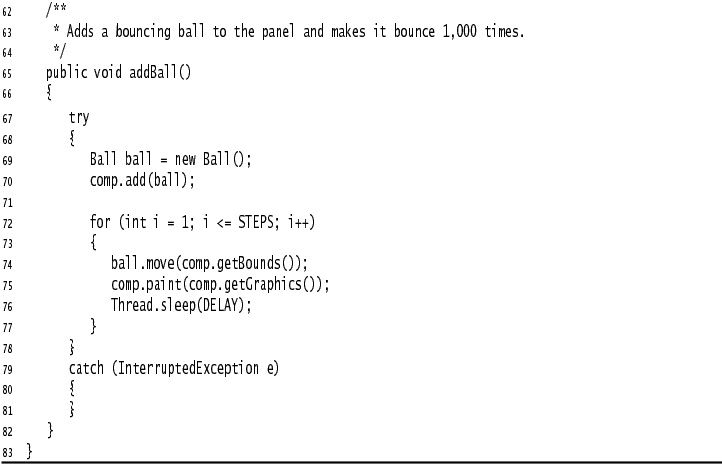 62 /**
63 * Adds a bouncing ball to the panel and makes it bounce 1,000 times.
64 */
65 public void addBall()
66 {
67 try
68 {
69 Ball ball = new Ball();
70 comp.add(ball);
71
72 for (int i = 1; i <= STEPS; i++)
73 {
74 ball.move(comp.getBounds());
75 comp.paint(comp.getGraphics());
76 Thread.sleep(DELAY);
77 }
78 }
79 catch (InterruptedException e)
80 {
81 }
82 }
83 }